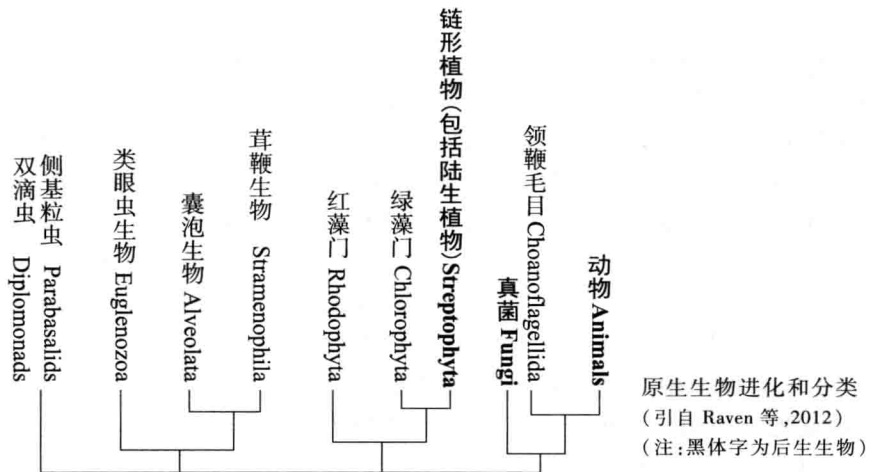 双滴虫 Diplomonads
侧基粒虫 Parabasalids
类眼虫生物 Euglenozoa
囊泡生物 Alveolata
茸鞭生物 Stramenophila
红藻门 Rhodophyta
绿藻门 Chlorophyta
链形植物(包括陆生植物)Streptophyta
真菌 Fungi
领鞭毛目 Choanoflagellida
动物 Animals
原生生物进化和分类
(引自 Raven 等,2012)
(注:黑体字为后生生物)